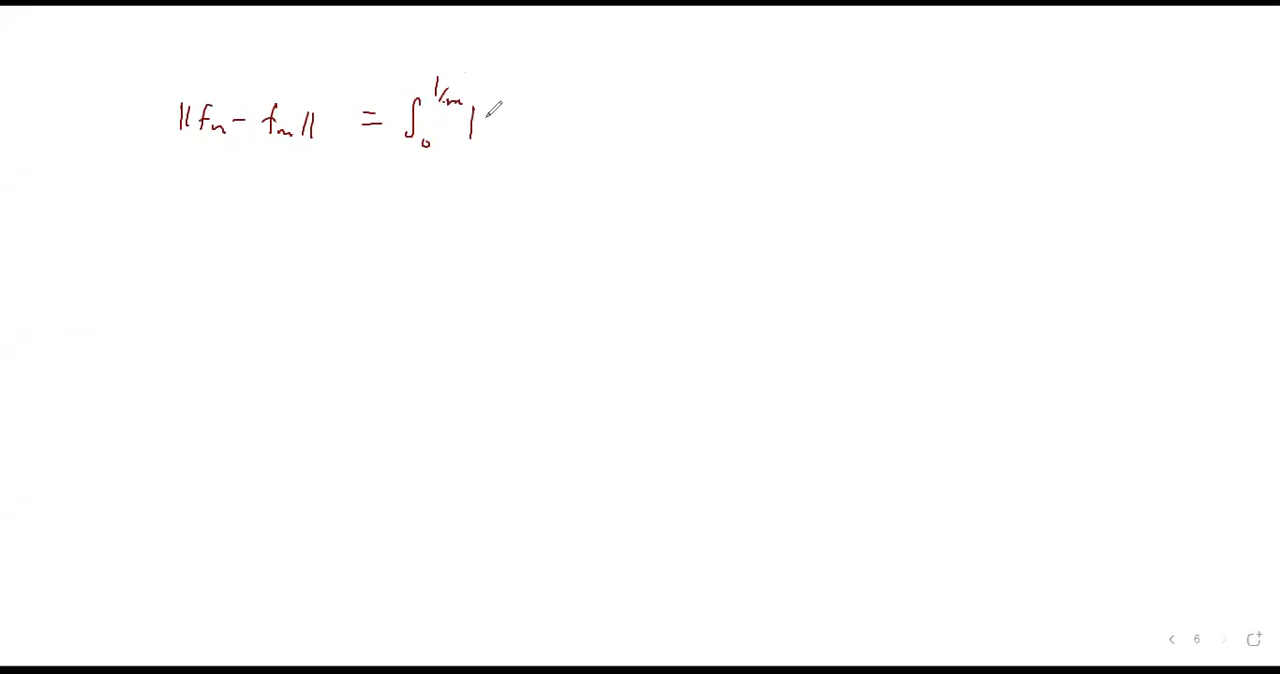 ‖fn - fm‖ = ∫₀^{1/m} |
6